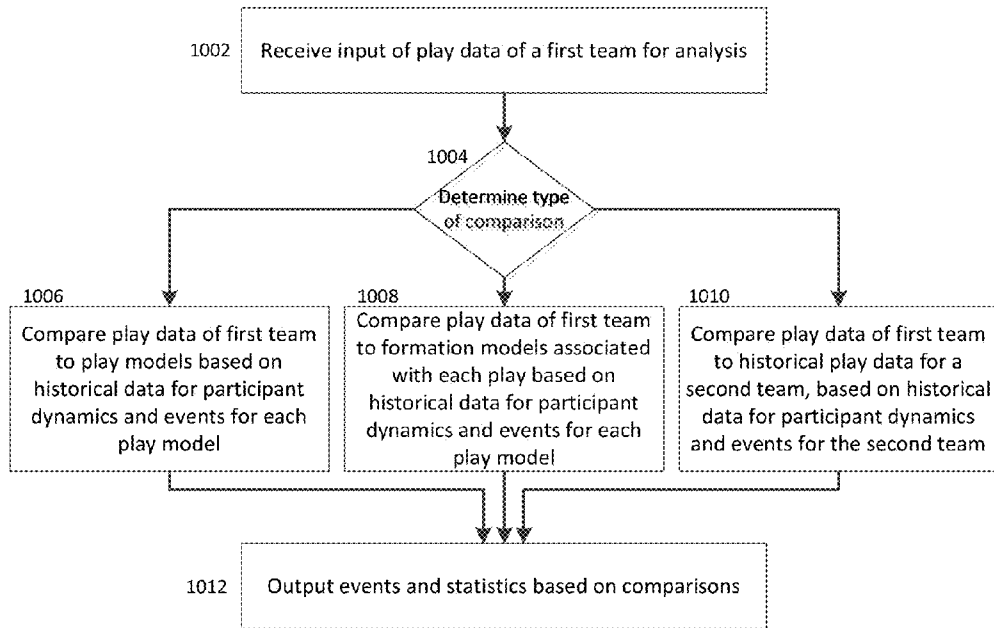 1002
Receive input of play data of a first team for analysis
1004
Determine type
of comparison
1006
Compare play data of first team
to play models based on
historical data for participant
dynamics and events for each
play model
1008
Compare play data of first team
to formation models associated
with each play based on
historical data for participant
dynamics and events for each
play model
1010
Compare play data of first team
to historical play data for a
second team, based on historical
data for participant dynamics
and events for the second team
1012
Output events and statistics based on comparisons